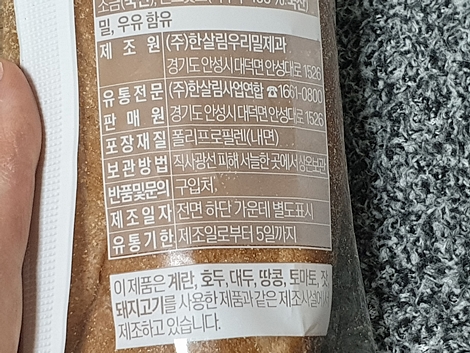 밀, 우유 함유
제 조 원 (주)한살림우리밀제과
경기도 안성시 대덕면 안성대로 1526
유통전문 (주)한살림사업연합 ☎1661-0800
판 매 원 경기도 안성시 대덕면 안성대로 1526
포장재질 폴리프로필렌(내면)
보관방법 직사광선 피해 서늘한 곳에서 상온보관
반품및문의 구입처,
제조일자 전면 하단 가운데 별도표시
유통기한 제조일로부터 5일까지
이 제품은 계란, 호두, 대두, 땅콩, 토마토, 잣,
돼지고기를 사용한 제품과 같은 제조시설에서
제조하고 있습니다.